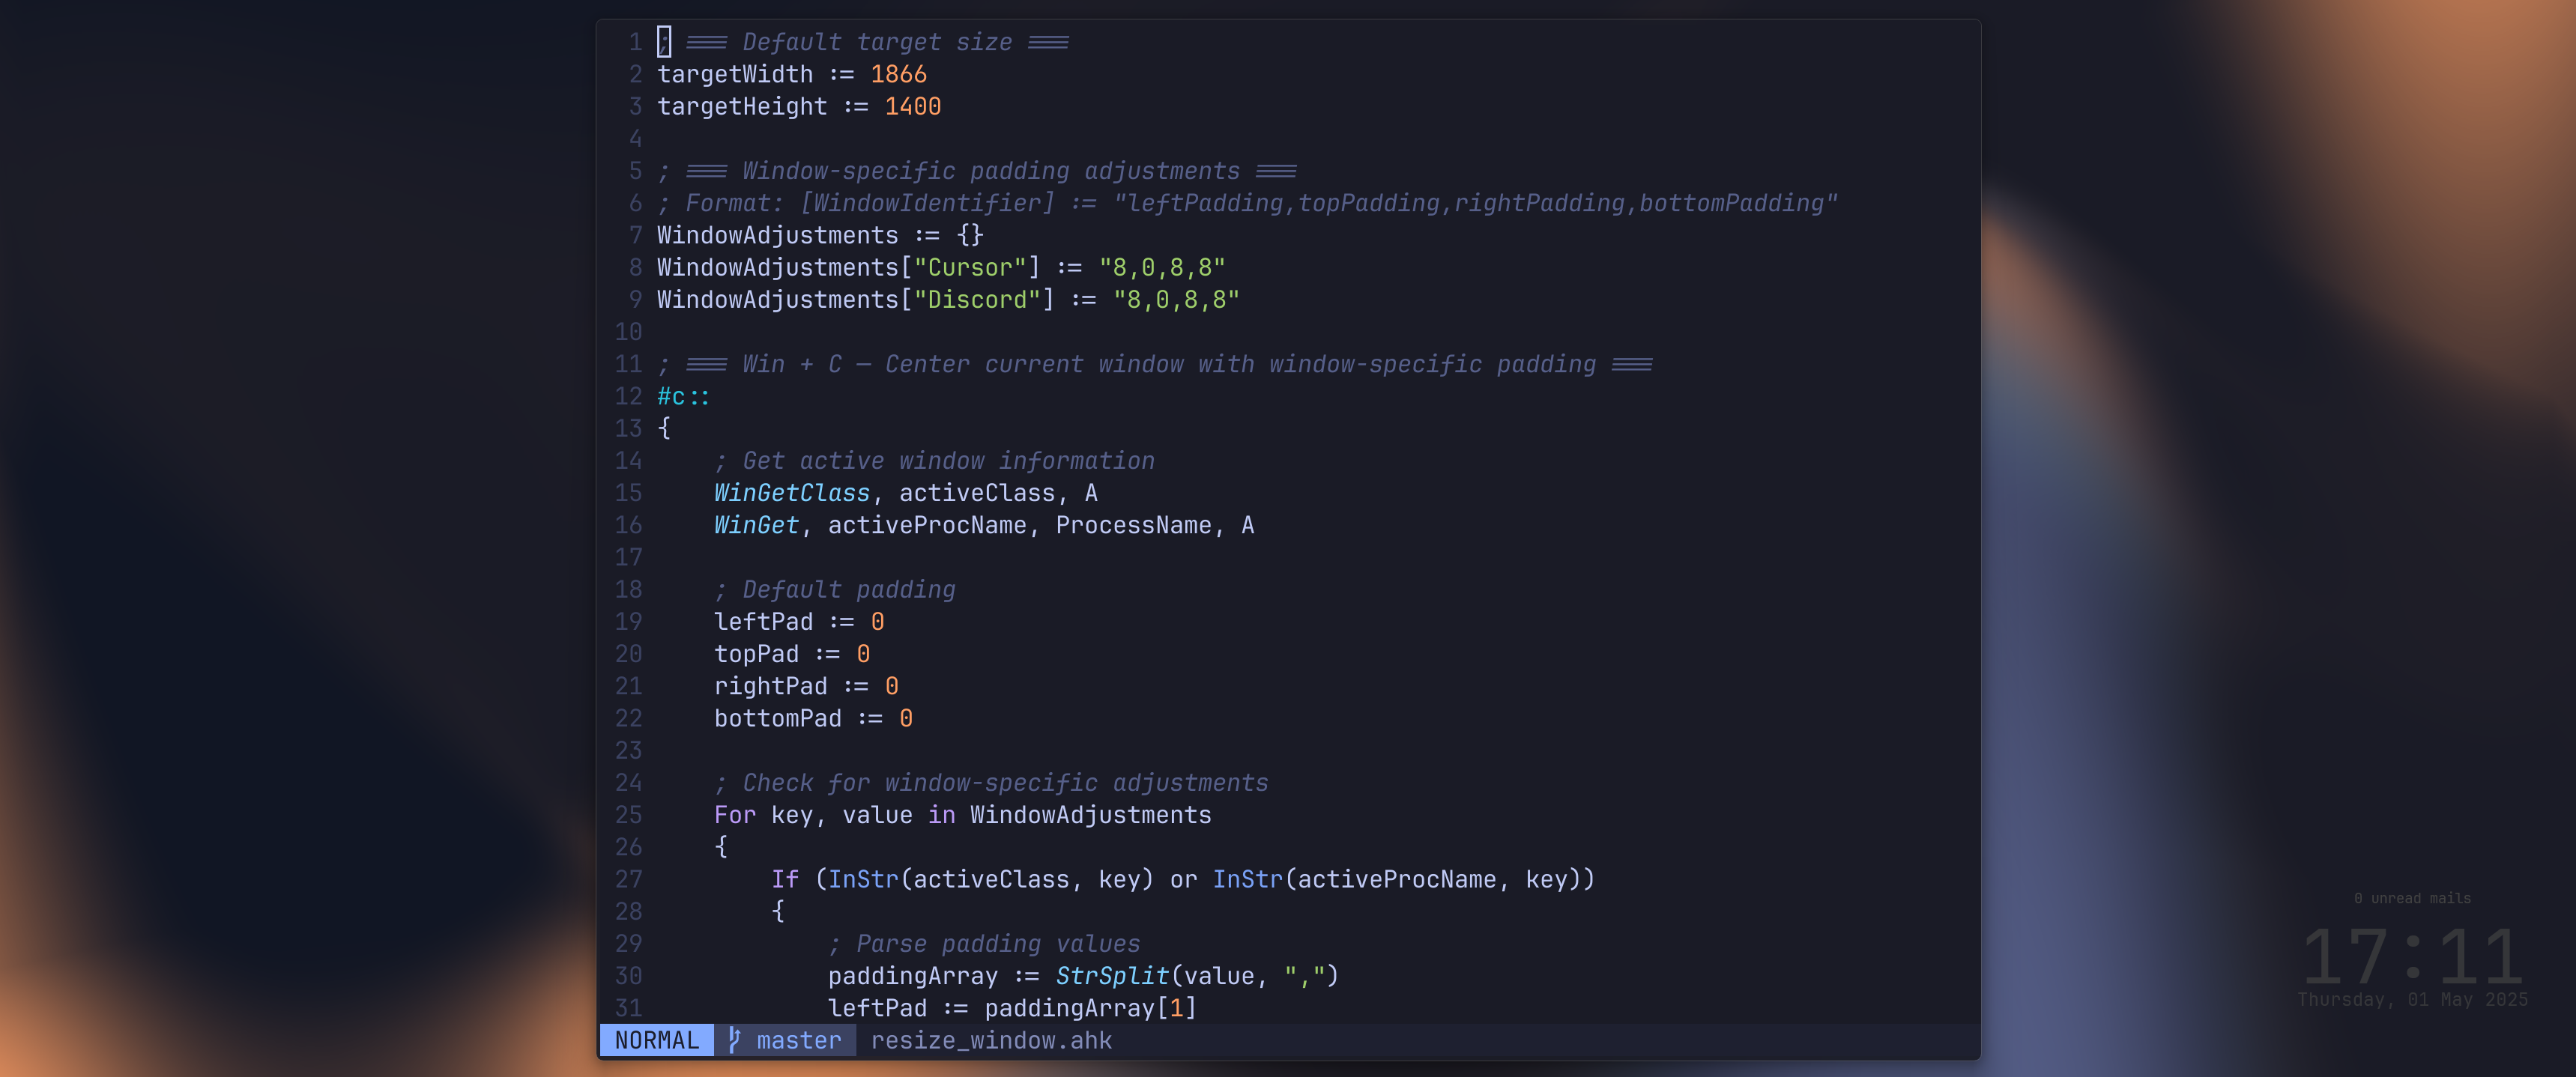 1 ; === Default target size ===
2 targetWidth := 1866
3 targetHeight := 1400
4
5 ; === Window-specific padding adjustments ===
6 ; Format: [WindowIdentifier] := "leftPadding,topPadding,rightPadding,bottomPadding"
7 WindowAdjustments := {}
8 WindowAdjustments["Cursor"] := "8,0,8,8"
9 WindowAdjustments["Discord"] := "8,0,8,8"
10
11 ; === Win + C — Center current window with window-specific padding ===
12 #c::
13 {
14     ; Get active window information
15     WinGetClass, activeClass, A
16     WinGet, activeProcName, ProcessName, A
17
18     ; Default padding
19     leftPad := 0
20     topPad := 0
21     rightPad := 0
22     bottomPad := 0
23
24     ; Check for window-specific adjustments
25     For key, value in WindowAdjustments
26     {
27         If (InStr(activeClass, key) or InStr(activeProcName, key))
28         {
29             ; Parse padding values
30             paddingArray := StrSplit(value, ",")
31             leftPad := paddingArray[1]
NORMAL master resize_window.ahk
0 unread mails
17:11
Thursday, 01 May 2025